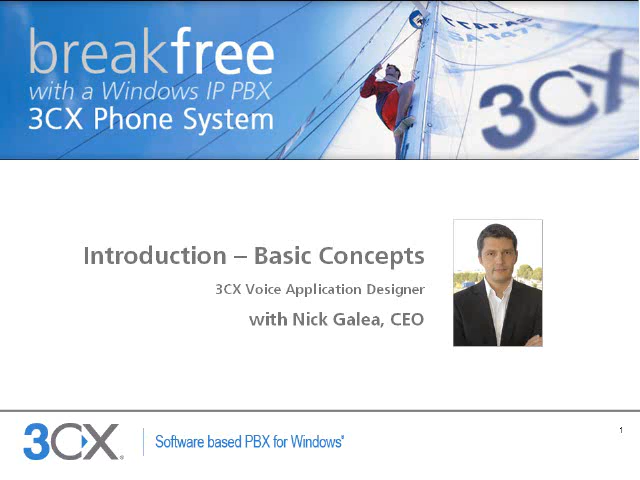 breakfree
with a Windows IP PBX
3CX Phone System
3CX
Introduction – Basic Concepts
3CX Voice Application Designer
with Nick Galea, CEO
3CX®
Software based PBX for Windows®
1